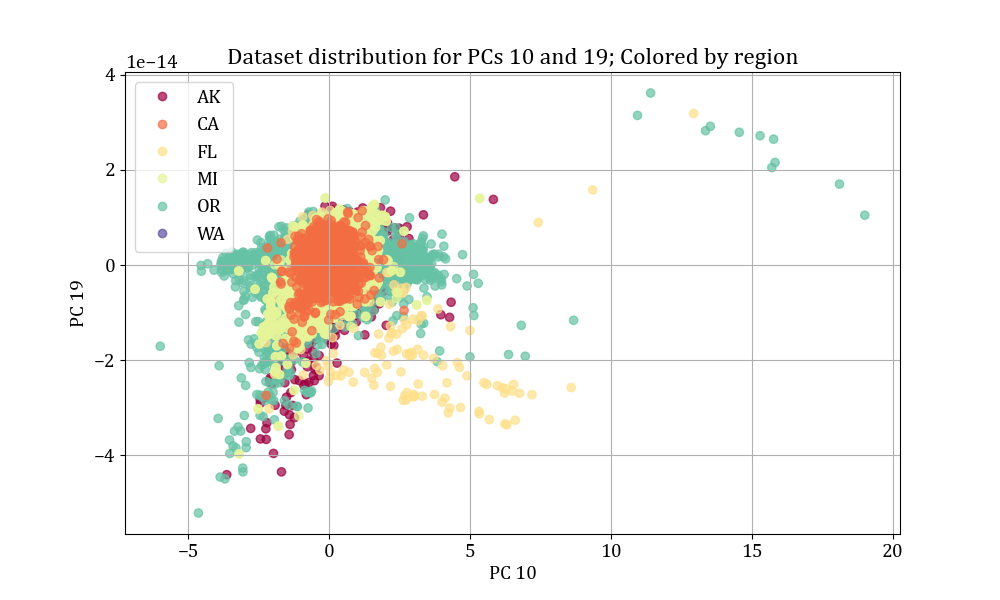 Dataset distribution for PCs 10 and 19; Colored by region
1e−14
AK
CA
FL
MI
OR
WA
4
2
0
−2
−4
PC 19
−5
0
5
10
15
20
PC 10